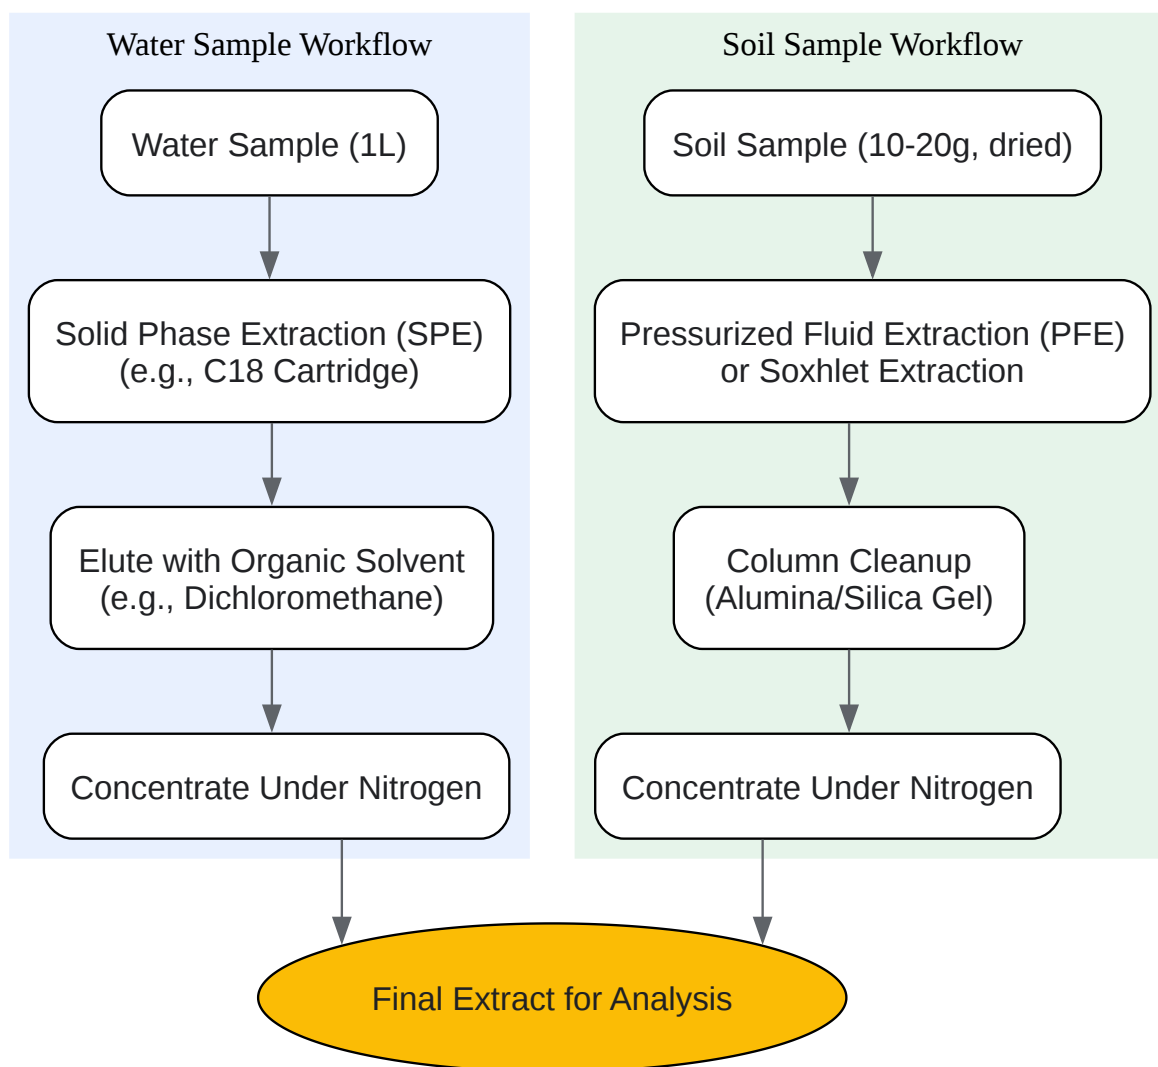 Water Sample Workflow
Water Sample (1L)
Solid Phase Extraction (SPE)
(e.g., C18 Cartridge)
Elute with Organic Solvent
(e.g., Dichloromethane)
Concentrate Under Nitrogen
Soil Sample Workflow
Soil Sample (10-20g, dried)
Pressurized Fluid Extraction (PFE)
or Soxhlet Extraction
Column Cleanup
(Alumina/Silica Gel)
Concentrate Under Nitrogen
Final Extract for Analysis